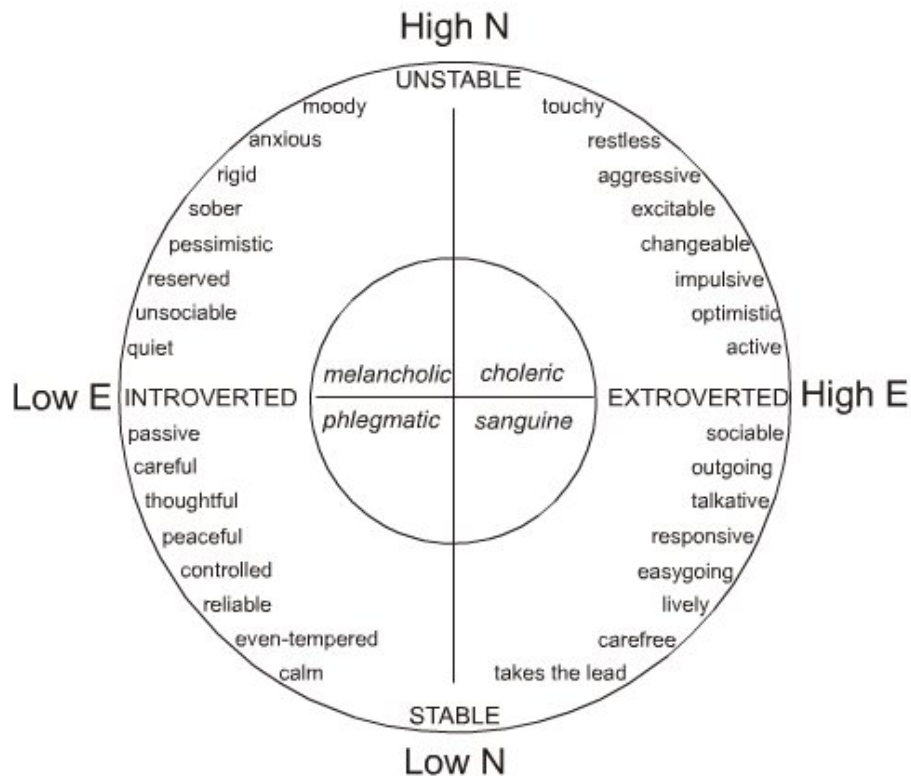 High N
UNSTABLE
moody touchy
anxious restless
rigid aggressive
sober excitable
pessimistic changeable
reserved impulsive
unsociable optimistic
quiet active
melancholic choleric
Low E INTROVERTED EXTROVERTED High E
phlegmatic sanguine
passive sociable
careful outgoing
thoughtful talkative
peaceful responsive
controlled easygoing
reliable lively
even-tempered carefree
calm takes the lead
STABLE
Low N